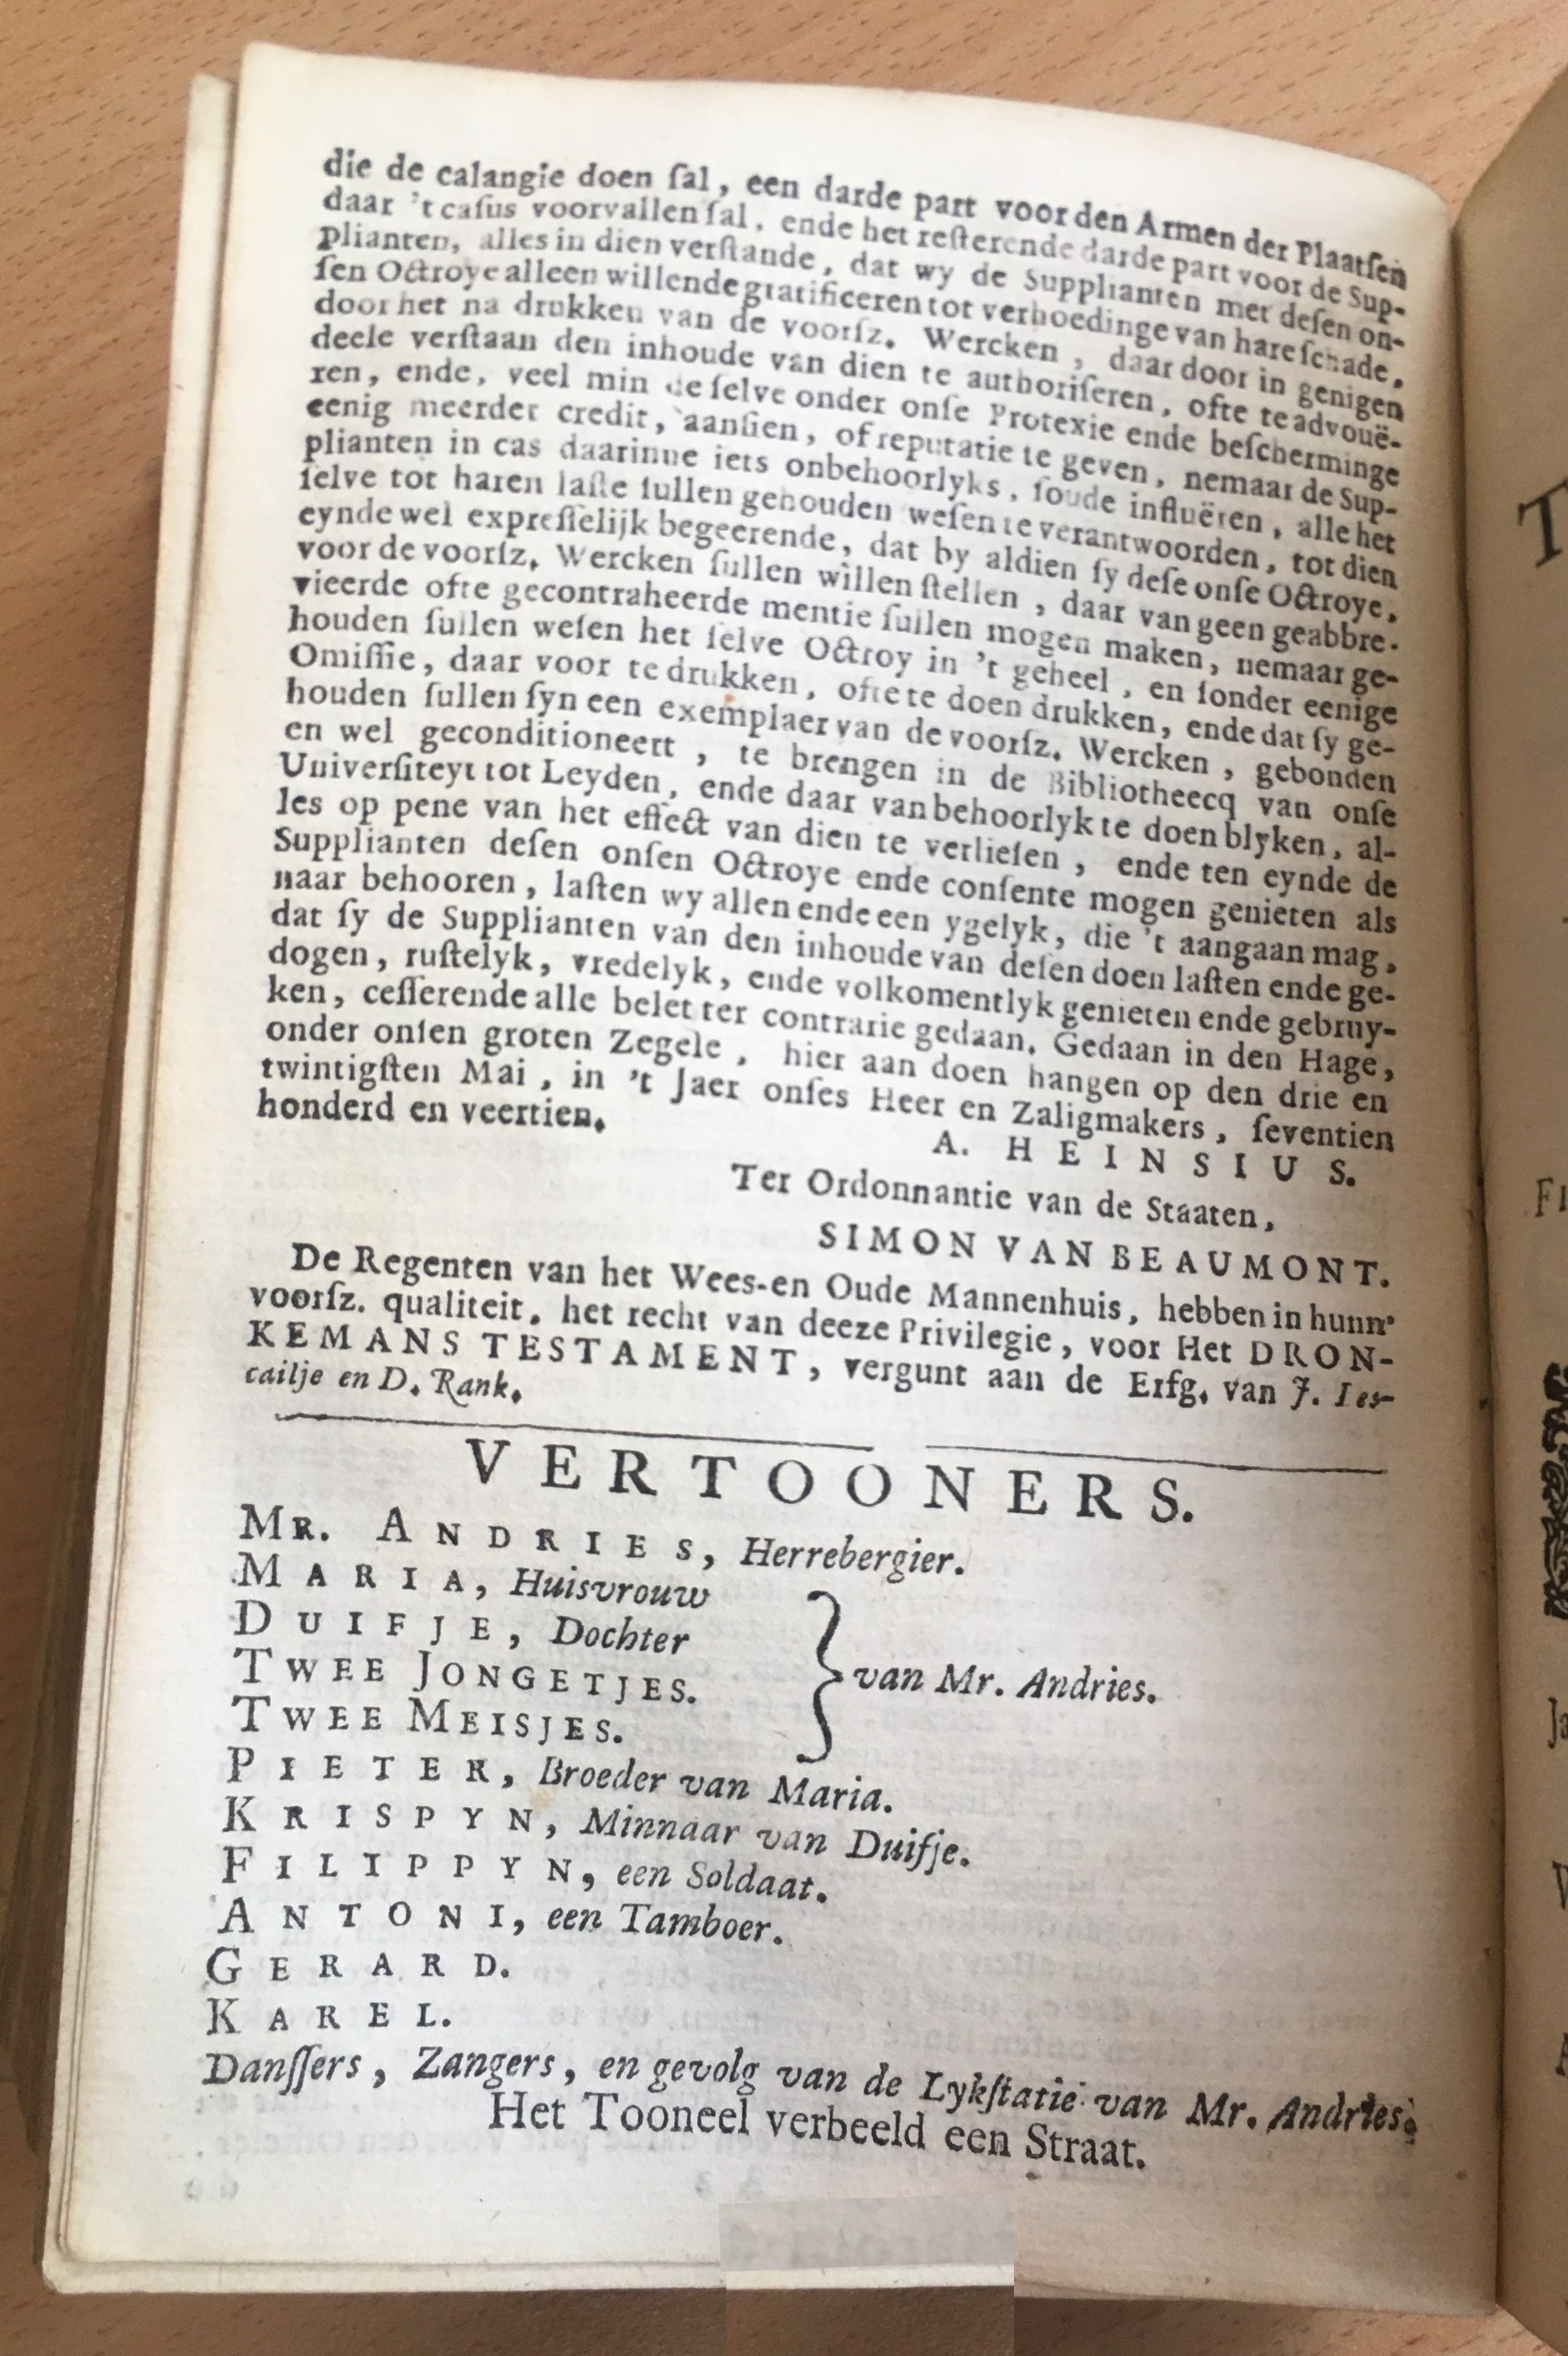 die de calangie doen ſal, een darde part voor den Armen der Plaatſen
daar 't caſus voorvallen ſal, ende het reſterende darde part voor de Sup-
plianten, alles in dien verſtande, dat wy de Supplianten met deſen on-
ſen Octroye alleen willende gratificeren tot verhoedinge van hare ſchade,
door het na drukken van de voorſz. Wercken, daar door in genigen
deele verſtaan den inhoude van dien te authoriſeren, ofte te advouë-
ren, ende, veel min de ſelve onder onſe Protexie ende beſcherminge
eenig meerder credit, aanſien, of reputatie te geven, nemaar de Sup-
plianten in cas daarinne iets onbehoorlyks, ſoude influëren, alle het
ſelve tot haren laſte ſullen gehouden weſen te verantwoorden, tot dien
eynde wel expreſſelijk begeerende, dat by aldien ſy deſe onſe Octroye,
voor de voorſz. Wercken ſullen willen ſtellen, daar van geen geabbre-
vieerde ofte gecontraheerde mentie ſullen mogen maken, nemaar ge-
houden ſullen weſen het ſelve Octroy in 't geheel, en ſonder eenige
Omiſſie, daar voor te drukken, ofte te doen drukken, ende dat ſy ge-
houden ſullen ſyn een exemplaer van de voorſz. Wercken, gebonden
en wel geconditioneert, te brengen in de Bibliotheecq van onſe
Univerſiteyt tot Leyden, ende daar van behoorlyk te doen blyken, al-
les op pene van het effect van dien te verlieſen, ende ten eynde de
Supplianten deſen onſen Octroye ende conſente mogen genieten als
naar behooren, laſten wy allen ende een ygelyk, die 't aangaan mag,
dat ſy de Supplianten van den inhoude van deſen doen laſten ende ge-
dogen, ruſtelyk, vredelyk, ende volkomentlyk genieten ende gebruy-
ken, ceſſerende alle belet ter contrarie gedaan. Gedaan in den Hage,
onder onſen groten Zegele, hier aan doen hangen op den drie en
twintigſten Mai, in 't Jaer onſes Heer en Zaligmakers, ſeventien
honderd en veertien.
A. HEINSIUS.
Ter Ordonnantie van de Staaten,
SIMON VAN BEAUMONT.
De Regenten van het Wees-en Oude Mannenhuis, hebben in hunn'
voorſz. qualiteit, het recht van deeze Privilegie, voor Het DRON-
KEMANS TESTAMENT, vergunt aan de Erfg. van J. Les-
cailje en D. Rank.
VERTOONERS.
MR. ANDRIES, Herrebergier.
MARIA, Huisvrouw
DUIFJE, Dochter
TWEE JONGETJES.
TWEE MEISJES.
} van Mr. Andries.
PIETER, Broeder van Maria.
KRISPYN, Minnaar van Duifje.
FILIPPYN, een Soldaat.
ANTONI, een Tamboer.
GERARD.
KAREL.
Danſſers, Zangers, en gevolg van de Lykſtatie van Mr. Andries.
Het Tooneel verbeeld een Straat.